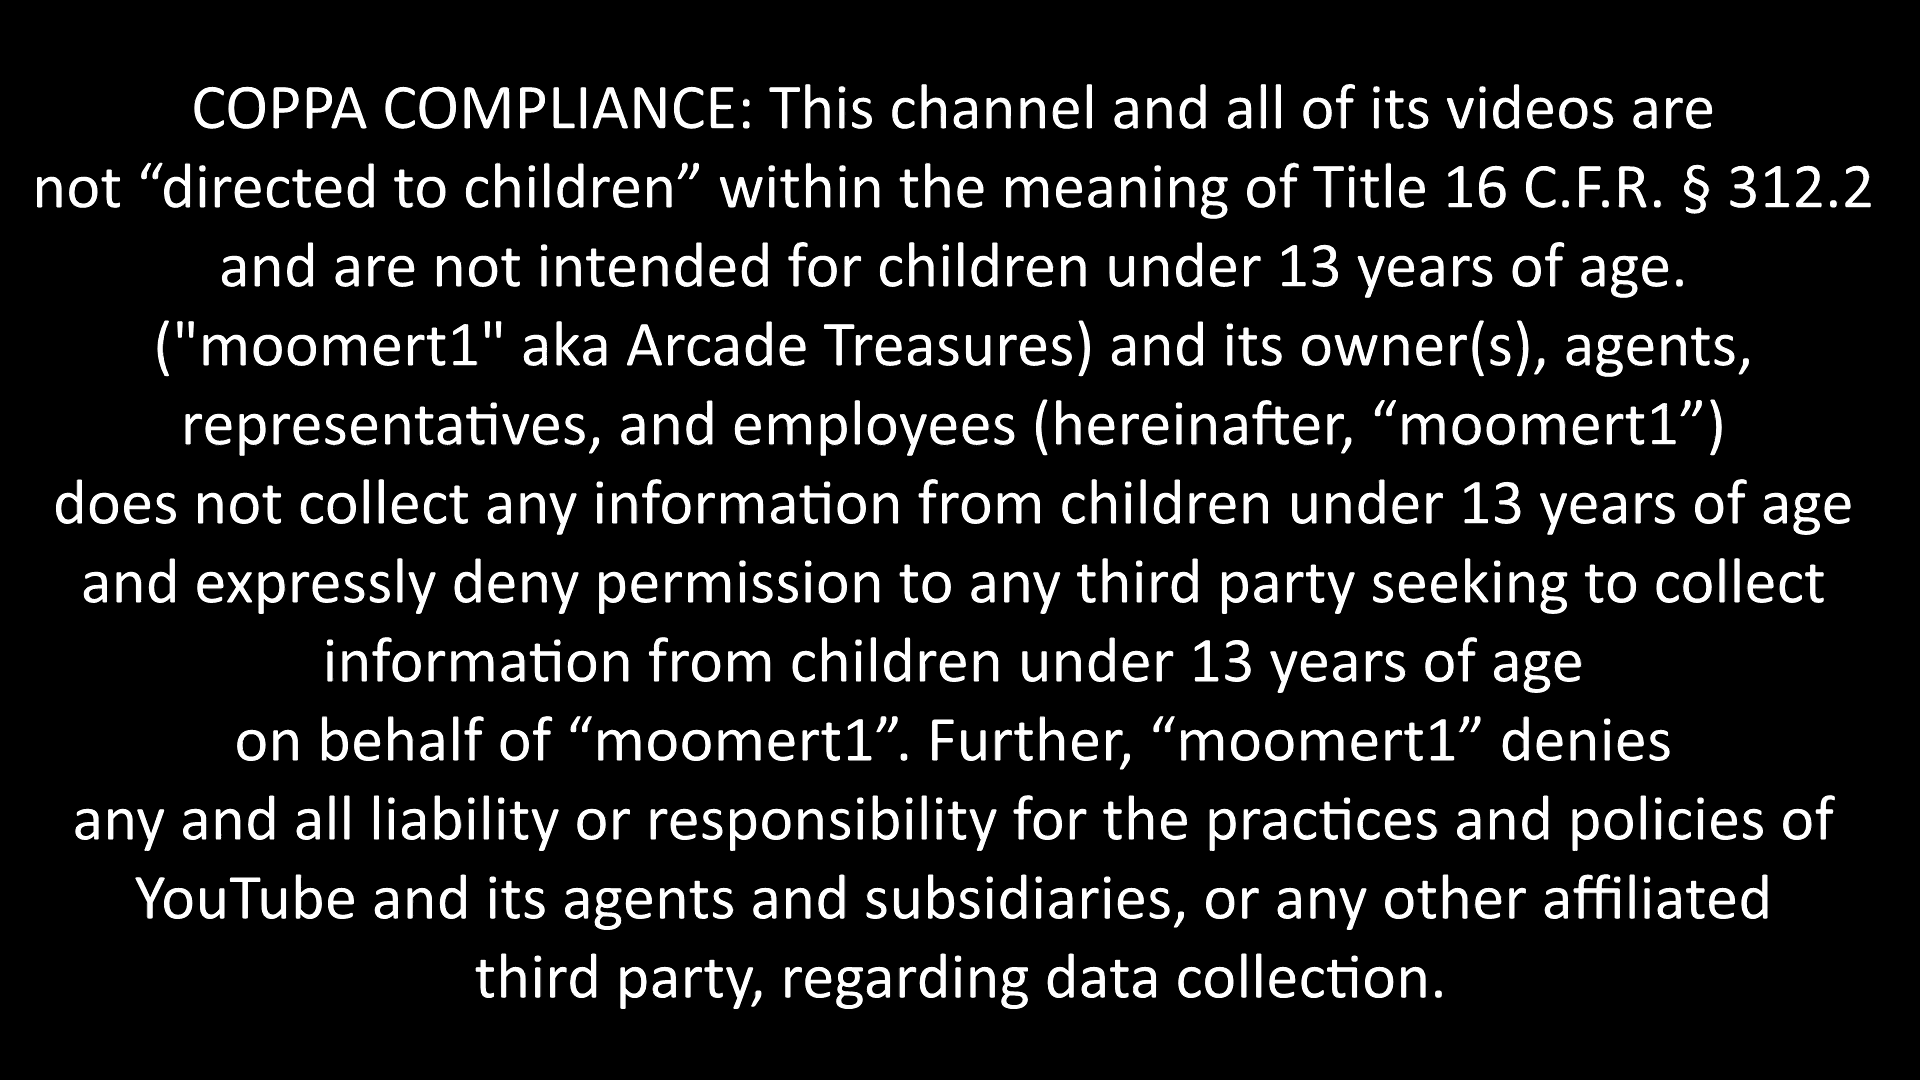 COPPA COMPLIANCE: This channel and all of its videos are
not “directed to children” within the meaning of Title 16 C.F.R. § 312.2
and are not intended for children under 13 years of age.
("moomert1" aka Arcade Treasures) and its owner(s), agents,
representatives, and employees (hereinafter, “moomert1”)
does not collect any information from children under 13 years of age
and expressly deny permission to any third party seeking to collect
information from children under 13 years of age
on behalf of “moomert1”. Further, “moomert1” denies
any and all liability or responsibility for the practices and policies of
YouTube and its agents and subsidiaries, or any other affiliated
third party, regarding data collection.